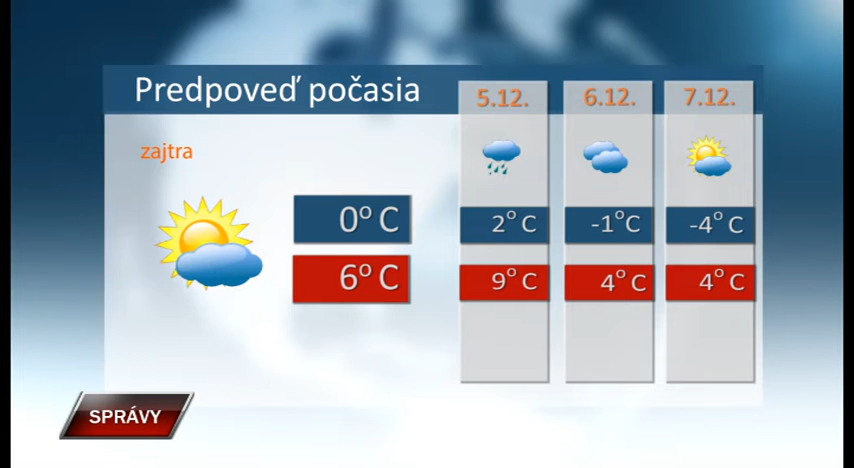 Predpoveď počasia
zajtra
0° C
6° C
5.12. 6.12. 7.12.
2° C -1°C -4° C
9° C 4° C 4° C
SPRÁVY